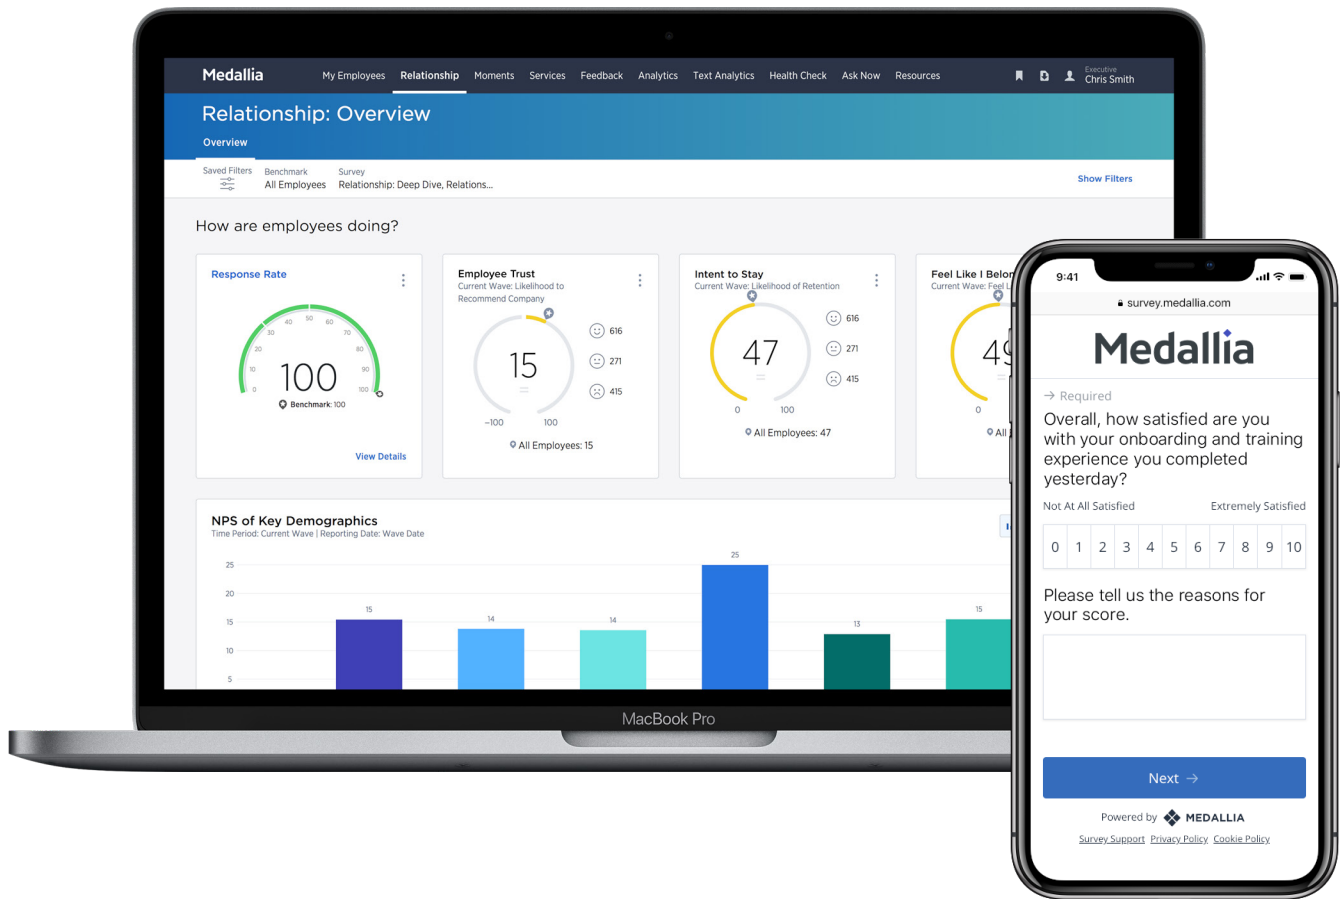 Medallia
My Employees Relationship Moments Services Feedback Analytics Text Analytics Health Check Ask Now Resources
Executive
Chris Smith
Relationship: Overview
Overview
Saved Filters
Benchmark
All Employees
Survey
Relationship: Deep Dive, Relations...
Show Filters
How are employees doing?
Response Rate
0 10 20 30 40 50 60 70 80 90 100
100
Benchmark: 100
View Details
Employee Trust
Current Wave: Likelihood to
Recommend Company
15
=
-100 100
616
271
415
All Employees: 15
Intent to Stay
Current Wave: Likelihood of Retention
47
=
0 100
616
271
415
All Employees: 47
Feel Like I Belon
Current Wave: Feel L
49
=
0
All
NPS of Key Demographics
Time Period: Current Wave | Reporting Date: Wave Date
25
20
15
10
5
15
14
14
25
13
15
MacBook Pro
9:41
survey.medallia.com
Medallia
→ Required
Overall, how satisfied are you
with your onboarding and training
experience you completed
yesterday?
Not At All Satisfied Extremely Satisfied
0 1 2 3 4 5 6 7 8 9 10
Please tell us the reasons for
your score.
Next →
Powered by MEDALLIA
Survey Support Privacy Policy Cookie Policy